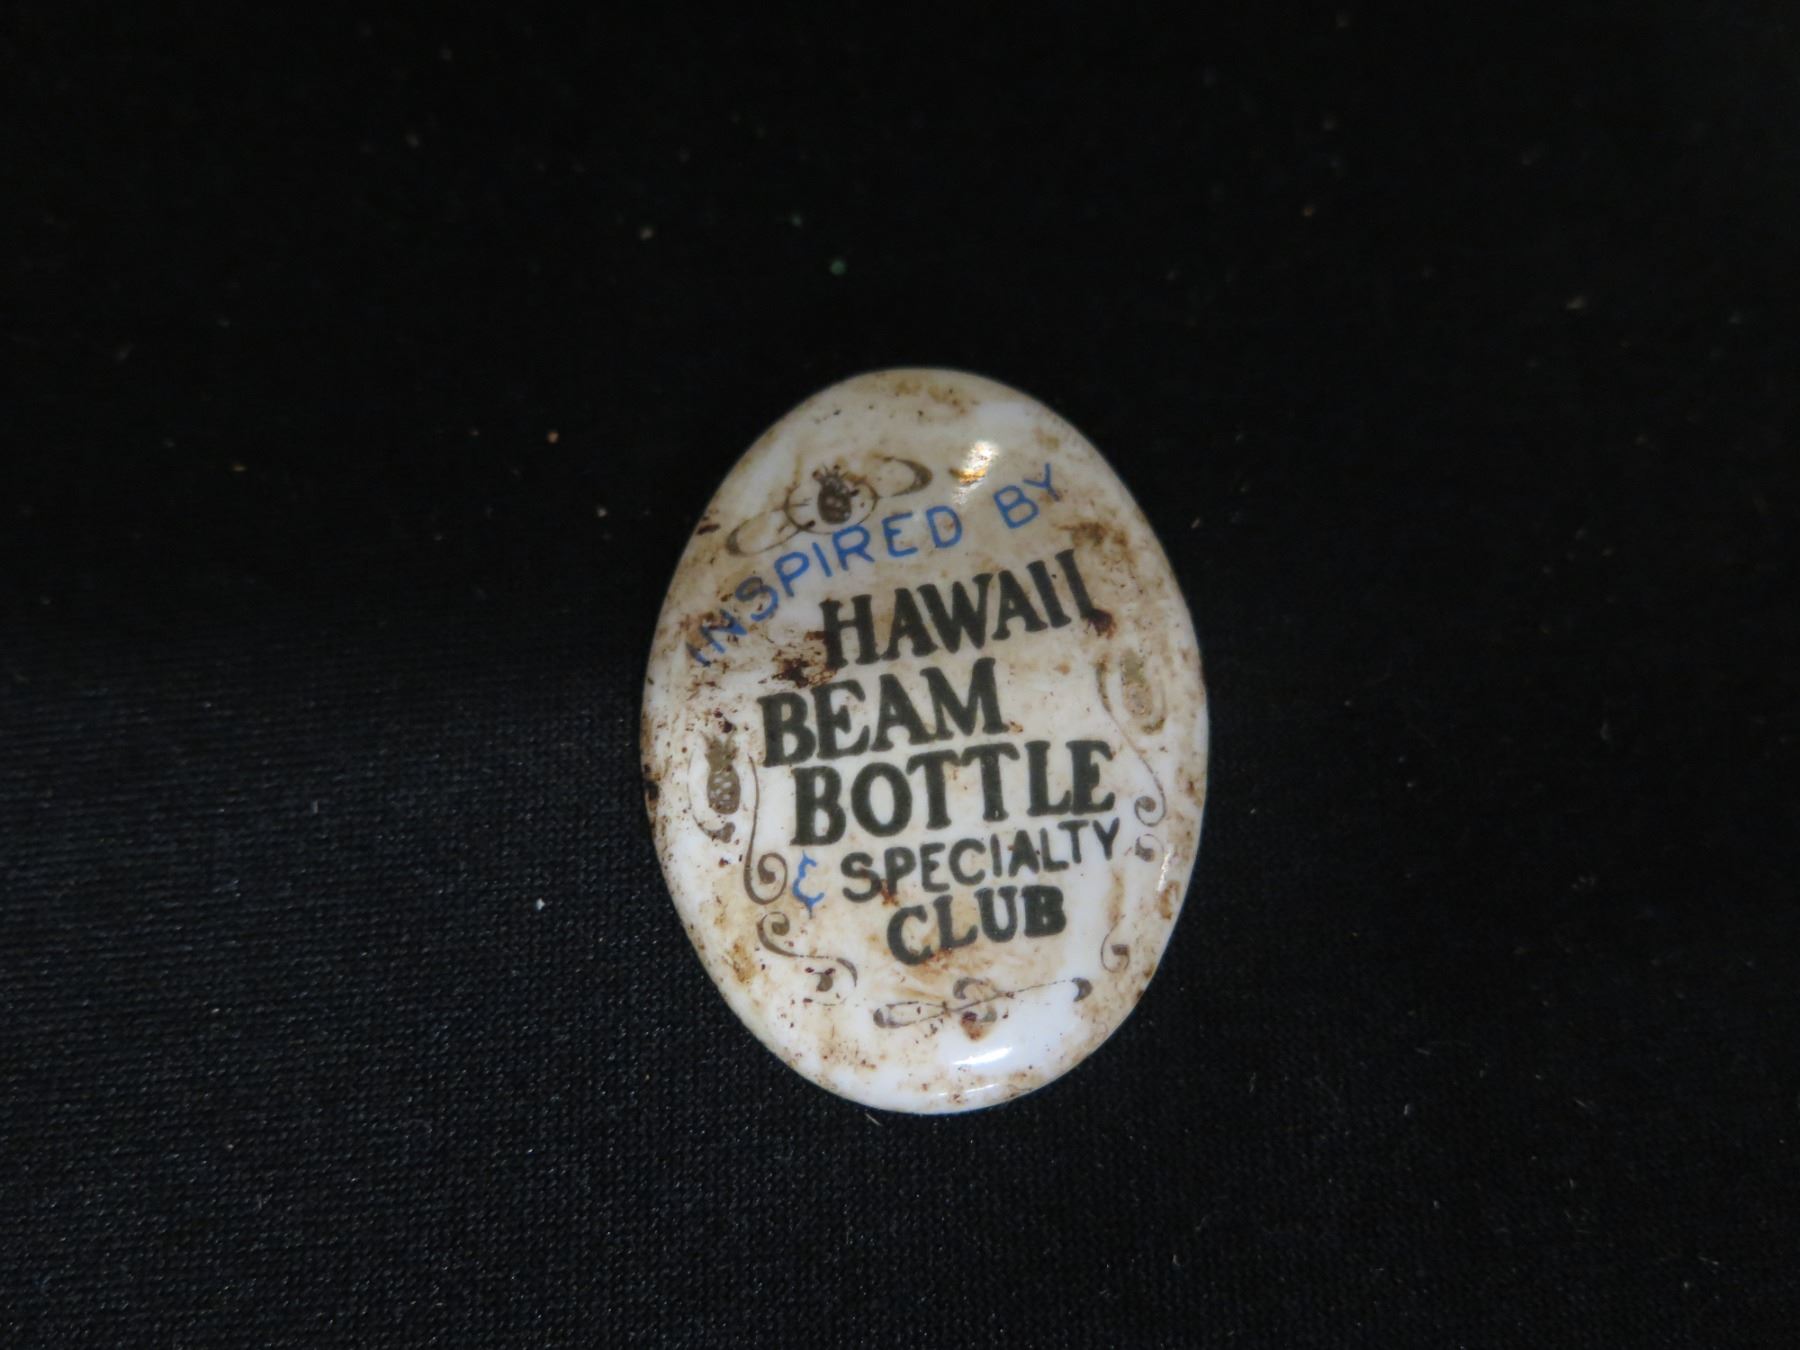 INSPIRED BY
HAWAII
BEAM
BOTTLE
& SPECIALTY
CLUB